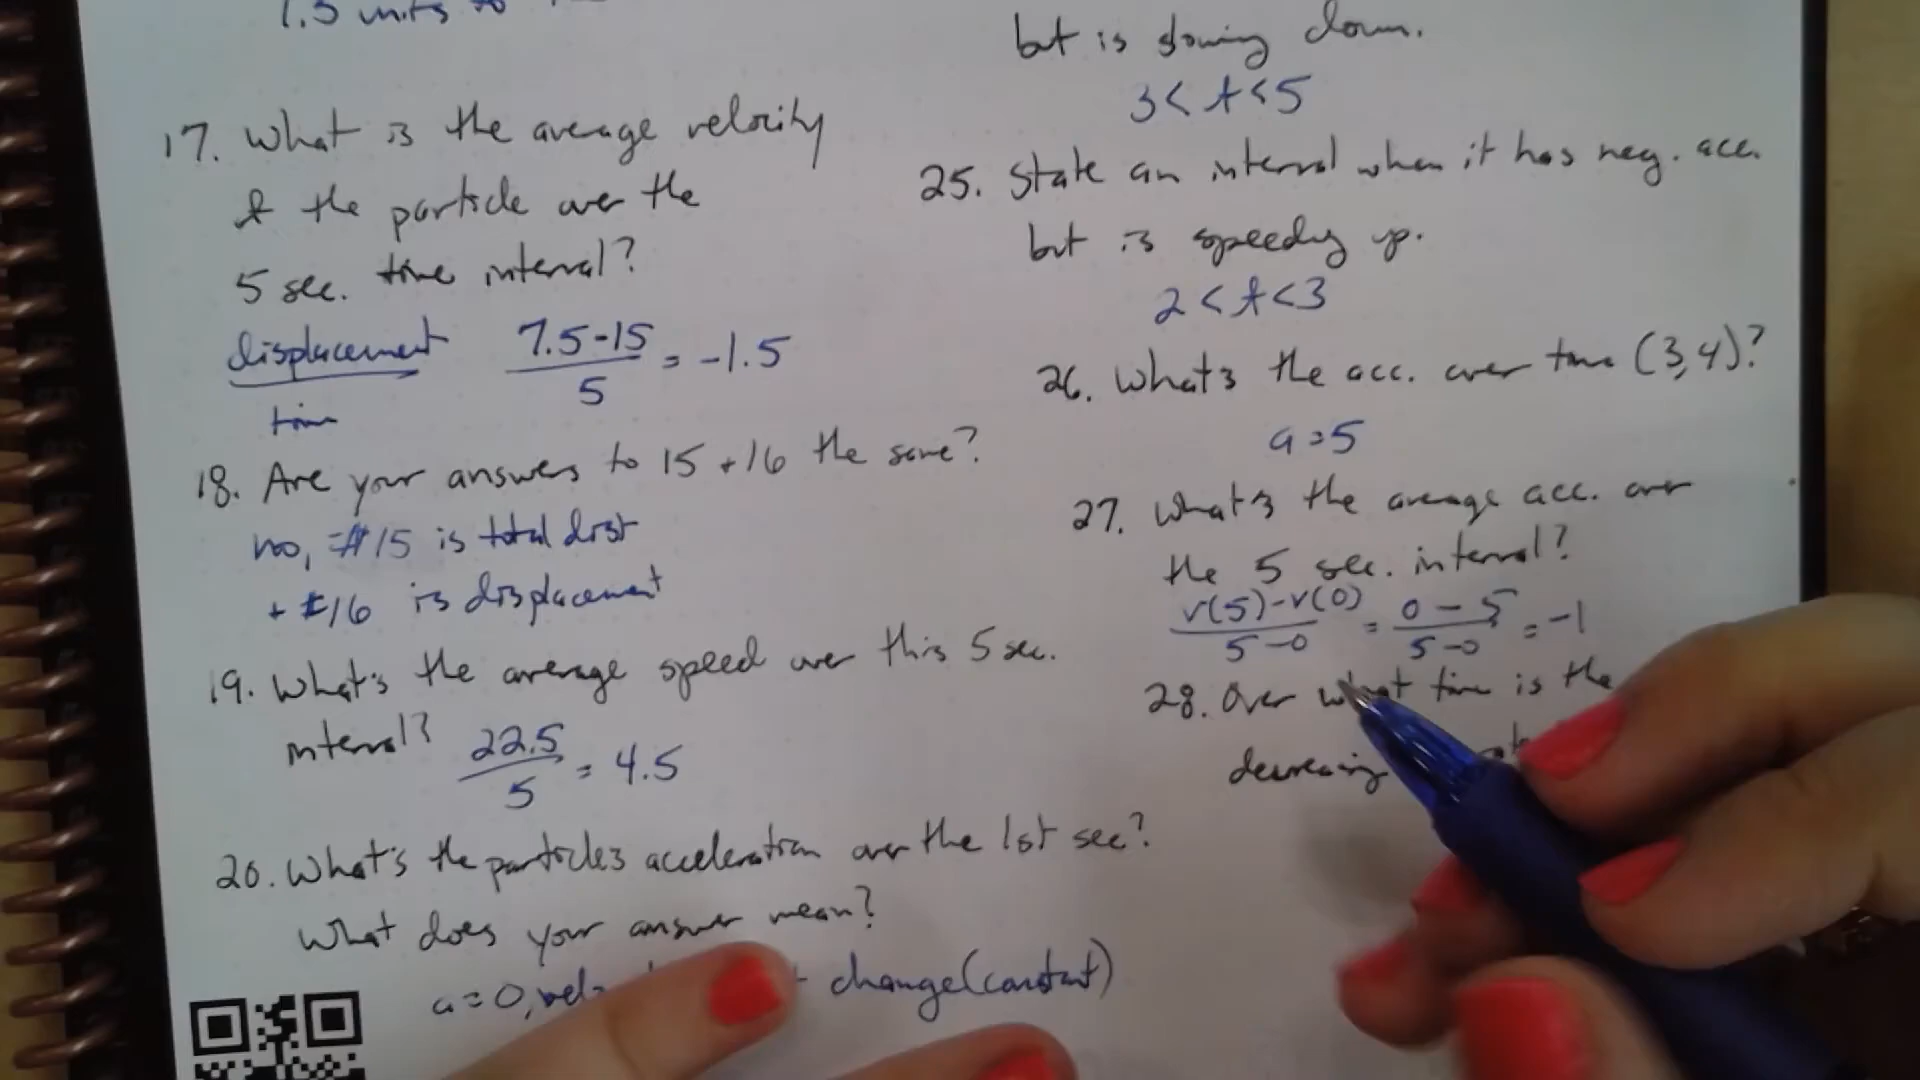 1.5 units to
17. What is the average velocity
of the particle over the
5 sec. time interval?
displacement
time
7.5-15
5
= -1.5
18. Are your answers to 15 + 16 the same?
no, #15 is total dist
+ #16 is displacement
19. What's the average speed over this 5 sec.
interval?
22.5
5
= 4.5
20. What's the particle's acceleration over the 1st sec?
What does your answer mean?
a=0, vel
change (constant)
but is slowing down.
3<t<5
25. State an interval when it has neg. acc.
but is speeding up.
2<t<3
26. What's the acc. over time (3,4)?
a=5
27. What's the average acc. over
the 5 sec. interval?
v(5)-v(0)
5-0
= 0-5
5-0
= -1
28. Over what time is the
decreasing